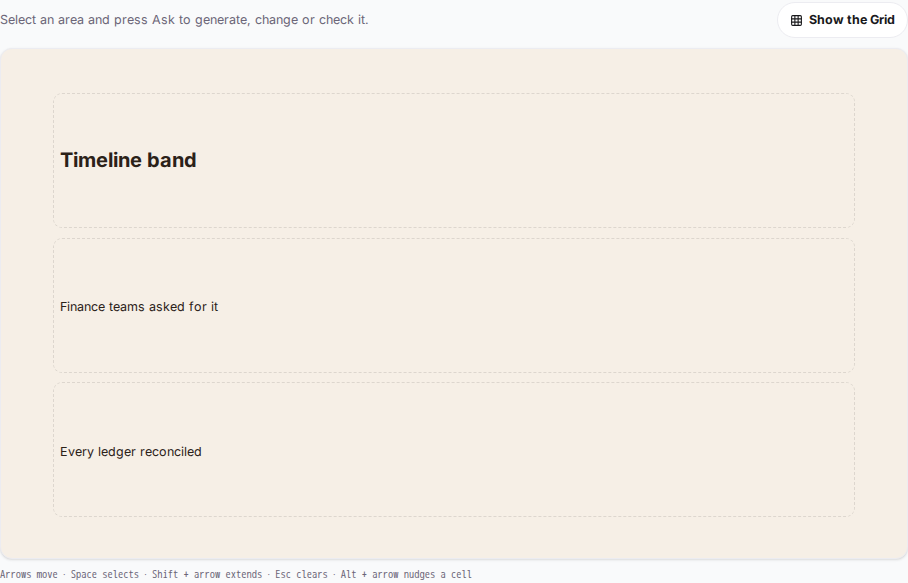 Select an area and press Ask to generate, change or check it.
Show the Grid
Timeline band
Finance teams asked for it
Every ledger reconciled
Arrows move · Space selects · Shift + arrow extends · Esc clears · Alt + arrow nudges a cell